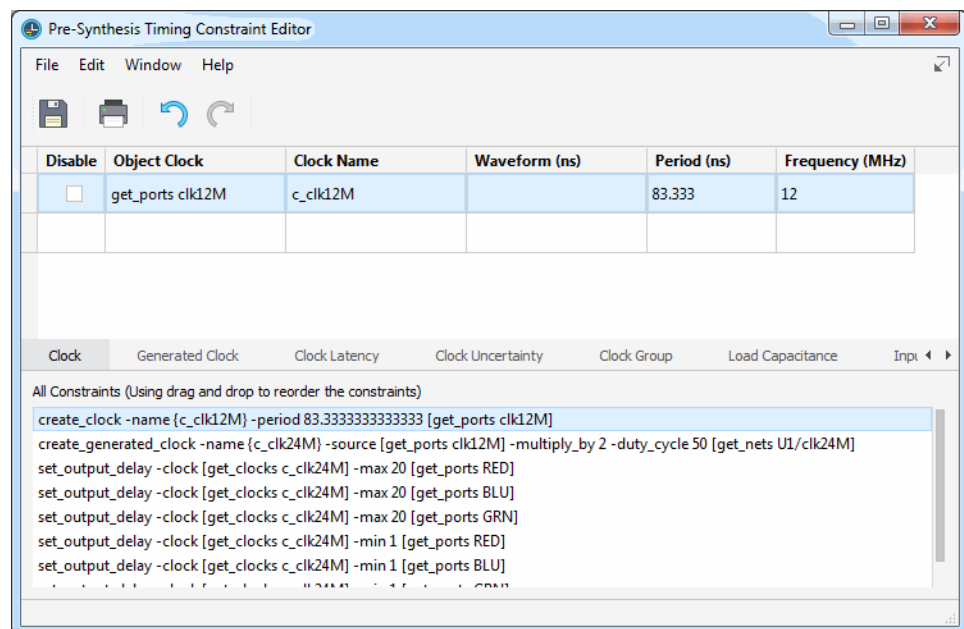 Pre-Synthesis Timing Constraint Editor
File Edit Window Help
Disable Object Clock Clock Name Waveform (ns) Period (ns) Frequency (MHz)
get_ports clk12M c_clk12M 83.333 12
Clock Generated Clock Clock Latency Clock Uncertainty Clock Group Load Capacitance
All Constraints (Using drag and drop to reorder the constraints)
create_clock -name {c_clk12M} -period 83.3333333333333 [get_ports clk12M]
create_generated_clock -name {c_clk24M} -source [get_ports clk12M] -multiply_by 2 -duty_cycle 50 [get_nets U1/clk24M]
set_output_delay -clock [get_clocks c_clk24M] -max 20 [get_ports RED]
set_output_delay -clock [get_clocks c_clk24M] -max 20 [get_ports BLU]
set_output_delay -clock [get_clocks c_clk24M] -max 20 [get_ports GRN]
set_output_delay -clock [get_clocks c_clk24M] -min 1 [get_ports RED]
set_output_delay -clock [get_clocks c_clk24M] -min 1 [get_ports BLU]